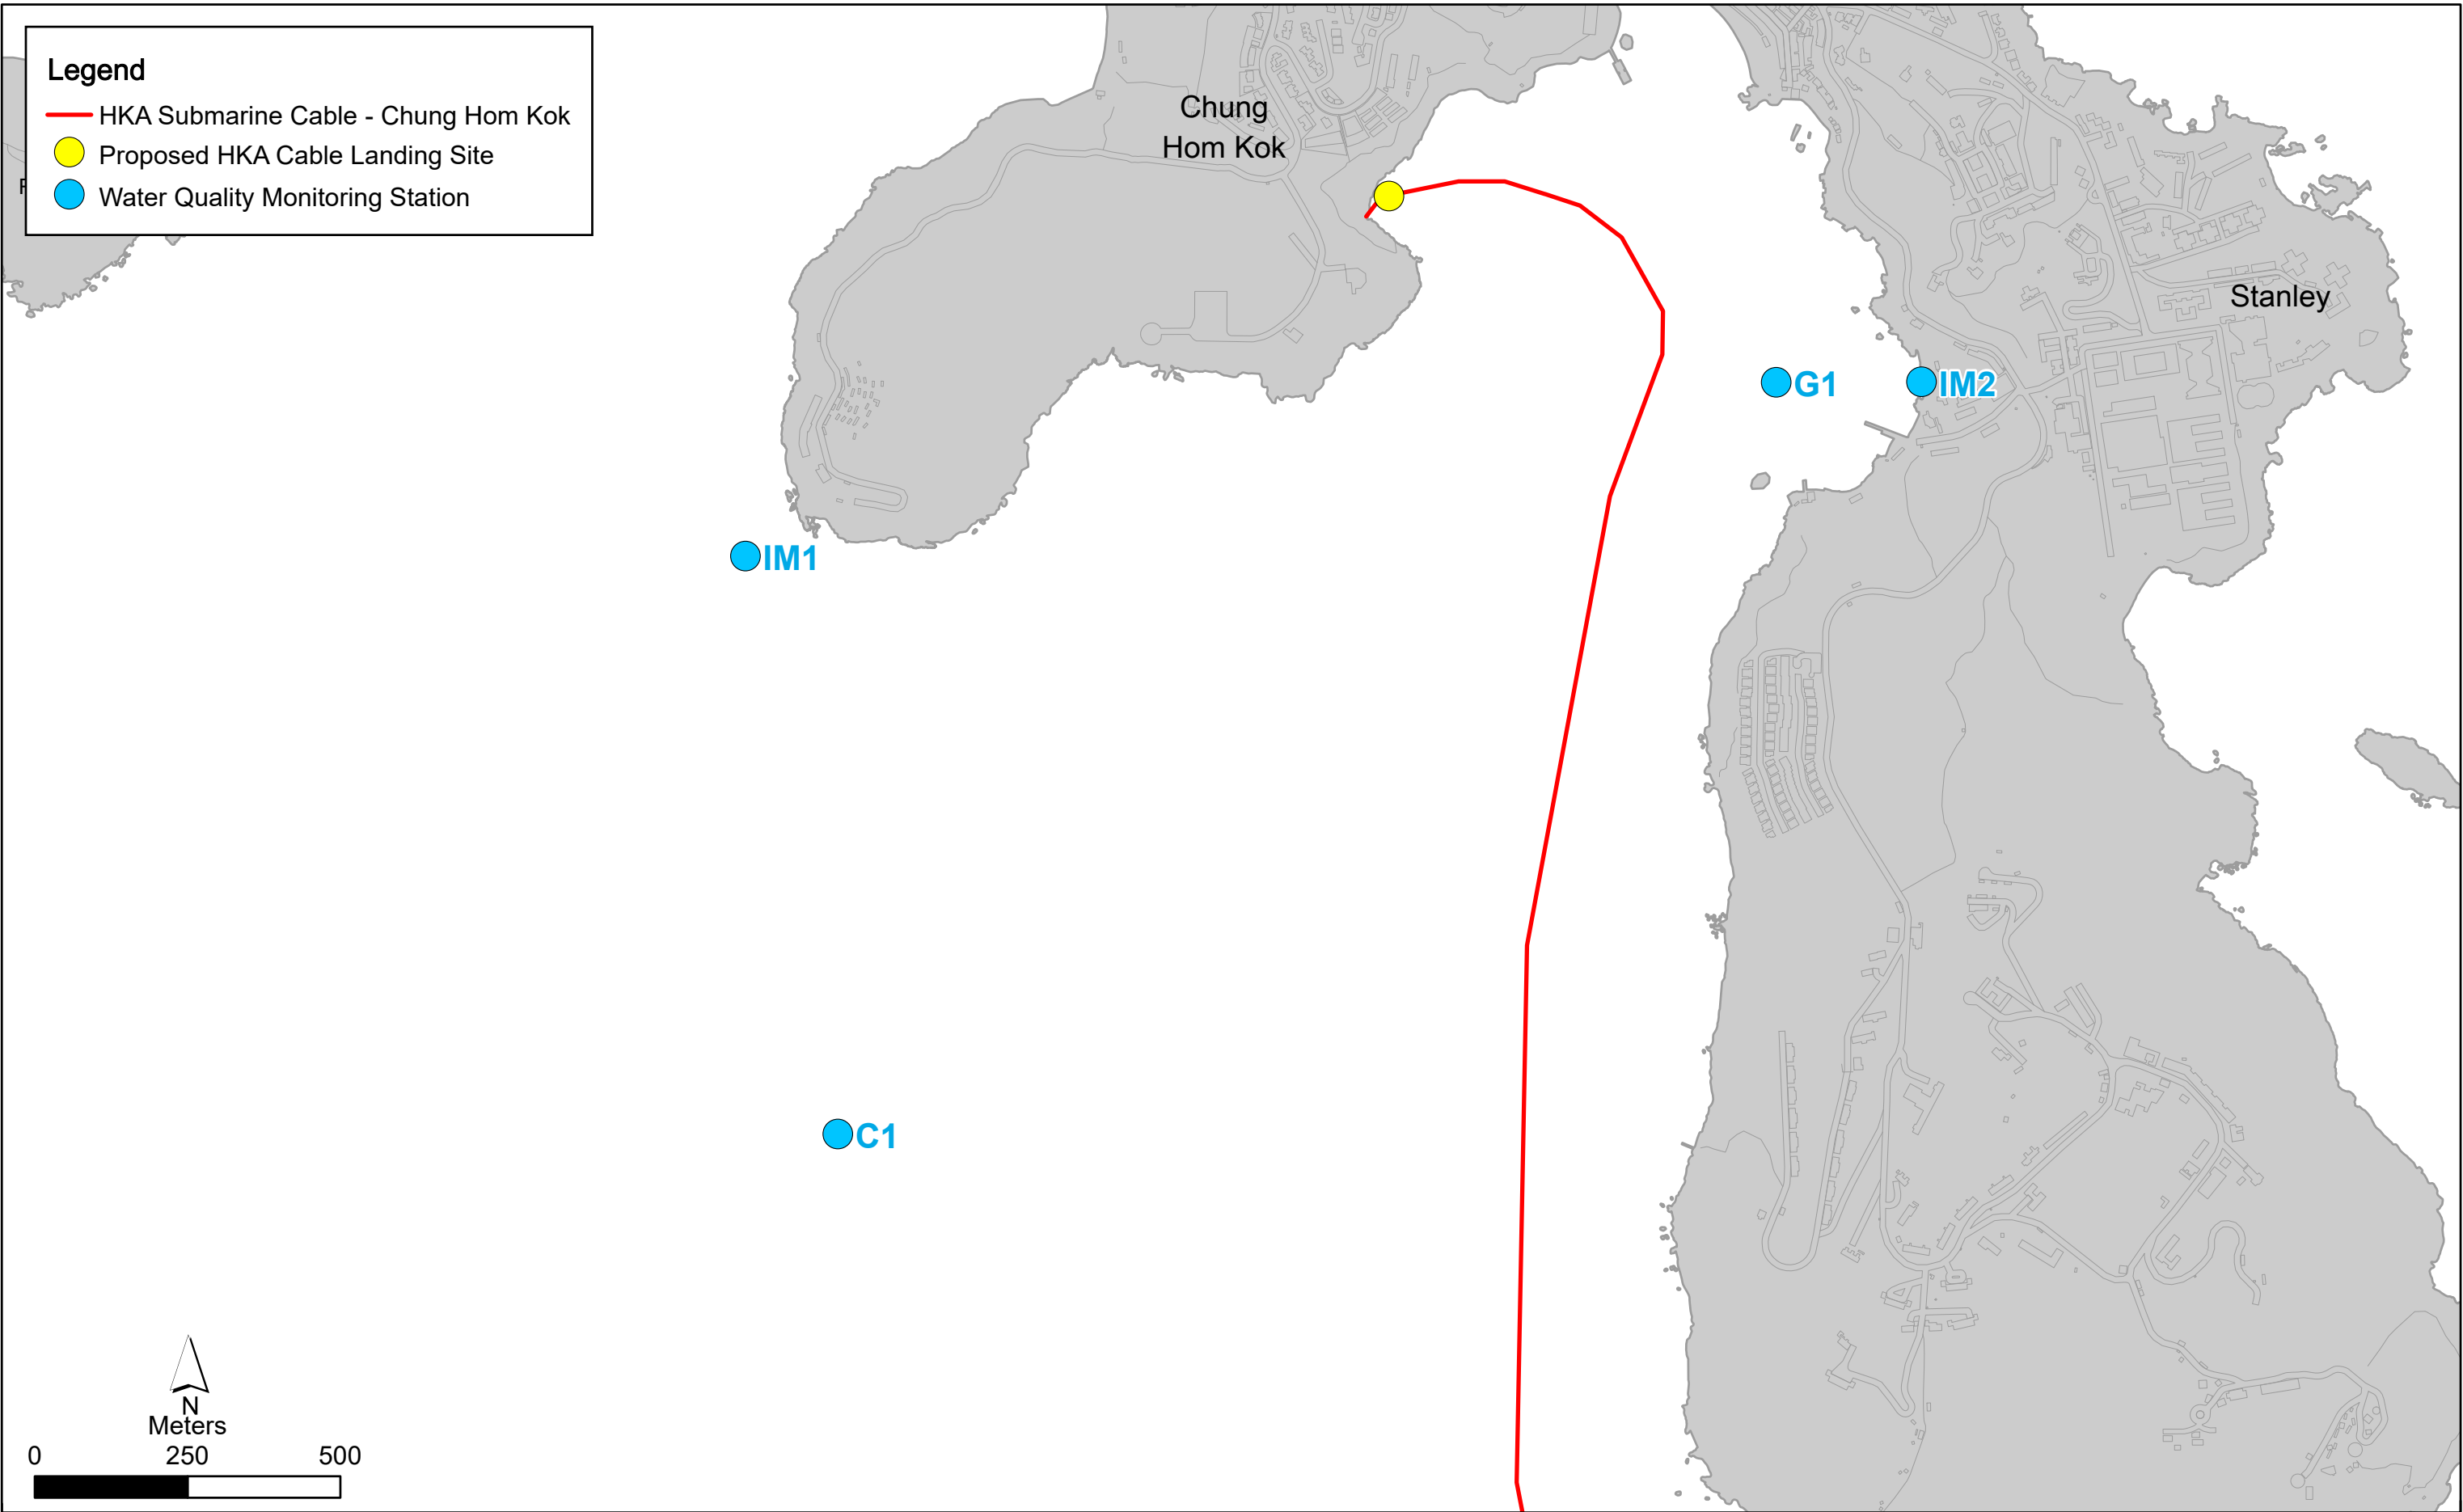 Legend
HKA Submarine Cable - Chung Hom Kok
Proposed HKA Cable Landing Site
Water Quality Monitoring Station
Chung
Hom Kok
Stanley
G1
IM2
IM1
C1
N
Meters
0 250 500